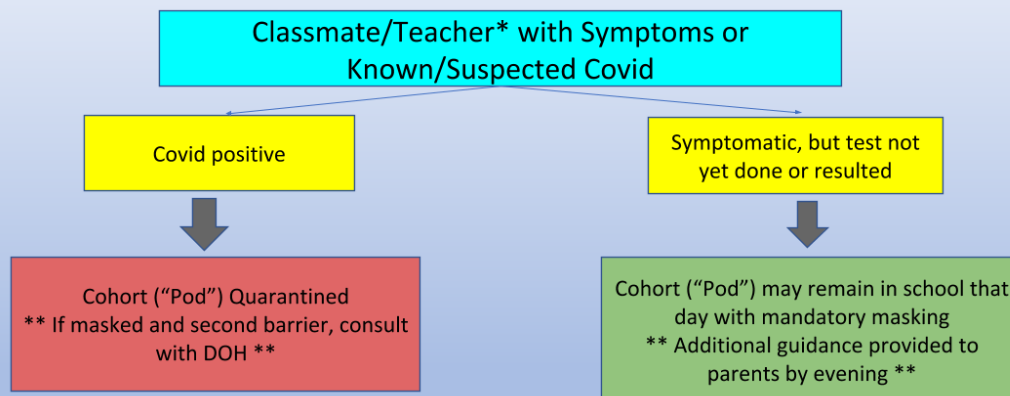 Classmate/Teacher* with Symptoms or
Known/Suspected Covid
Covid positive
Symptomatic, but test not
yet done or resulted
Cohort (“Pod”) Quarantined
** If masked and second barrier, consult
with DOH **
Cohort (“Pod”) may remain in school that
day with mandatory masking
** Additional guidance provided to
parents by evening **